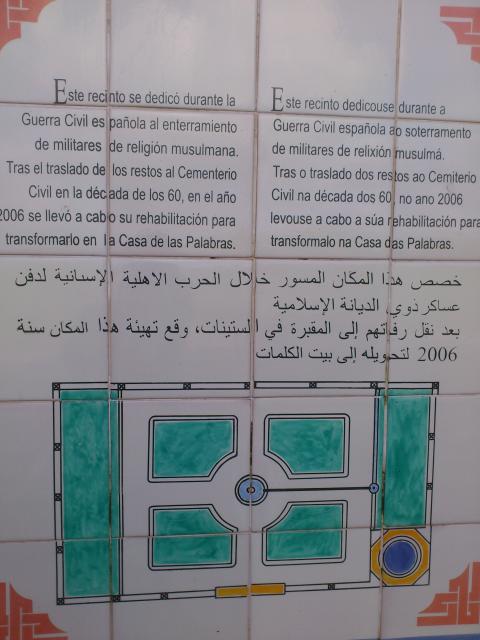 Este recinto se dedicó durante la
Guerra Civil española al enterramiento
de militares de religión musulmana.
Tras el traslado de los restos al Cementerio
Civil en la década de los 60, en el año
2006 se llevó a cabo su rehabilitación para
transformarlo en la Casa de las Palabras.
Este recinto dedicouse durante a
Guerra Civil española ao soterramento
de militares de relixión musulmá.
Tras o traslado dos restos ao Cemiterio
Civil na década dos 60, no ano 2006
levouse a cabo a súa rehabilitación para
transformalo na Casa das Palabras.
خصص هذا المكان المسور خلال الحرب الاهلية الإسبانية لدفن
عساكر ذوي الديانة الإسلامية
بعد نقل رفاتهم إلى المقبرة في الستينات، وقع تهيئة هذا المكان سنة
2006 لتحويله إلى بيت الكلمات